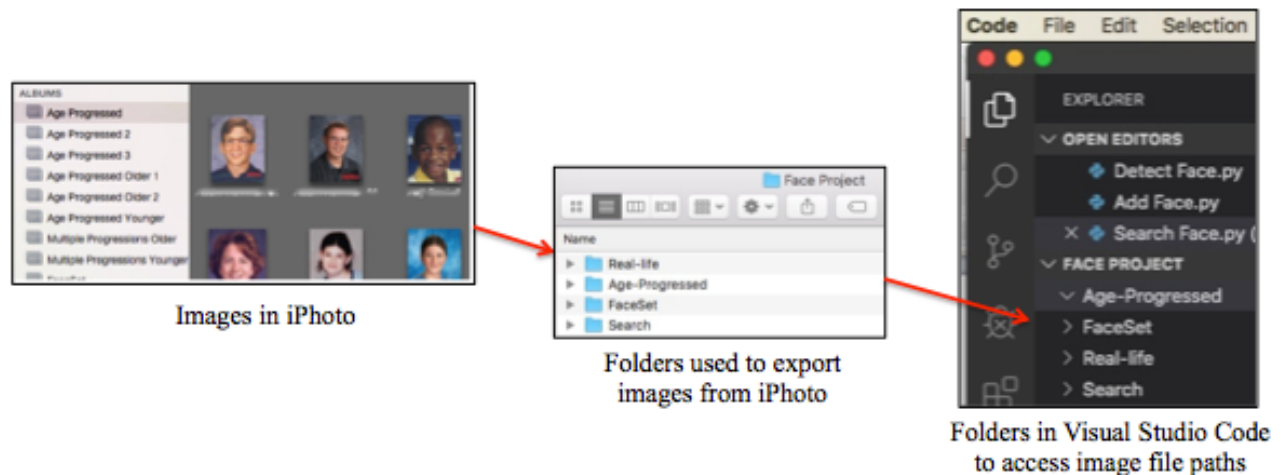 ALBUMS
Age Progressed
Age Progressed 2
Age Progressed 3
Age Progressed Older 1
Age Progressed Older 2
Age Progressed Younger
Multiple Progressions Older
Multiple Progressions Younger
FaceSet
Images in iPhoto
Face Project
Name
Real-life
Age-Progressed
FaceSet
Search
Folders used to export
images from iPhoto
Code File Edit Selection
EXPLORER
OPEN EDITORS
Detect Face.py
Add Face.py
Search Face.py (
FACE PROJECT
Age-Progressed
FaceSet
Real-life
Search
Folders in Visual Studio Code
to access image file paths